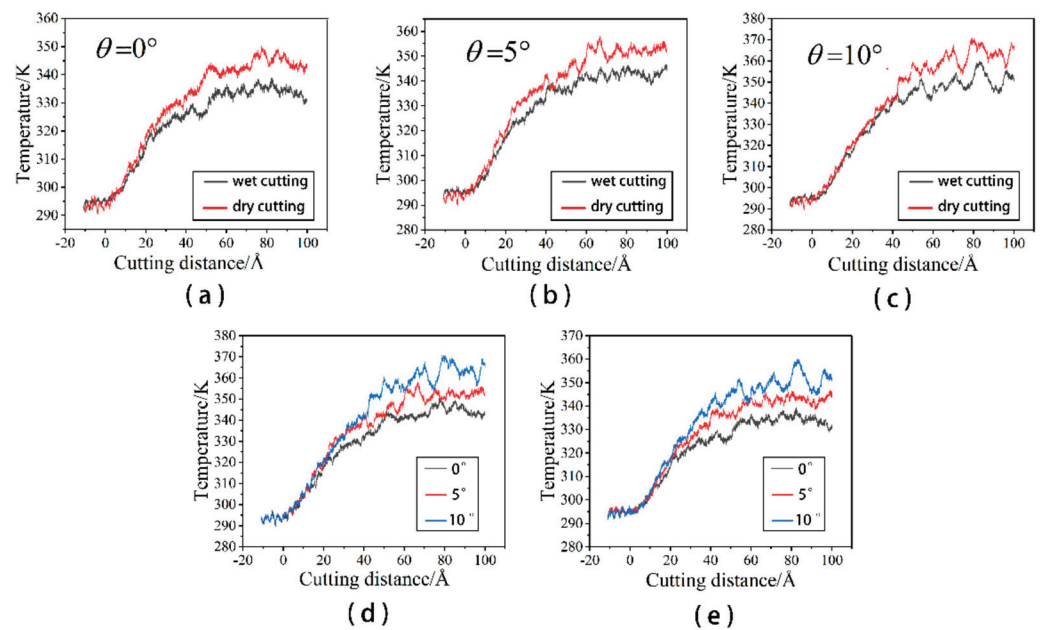 360
350
340
330
320
310
300
290
Temperature/K
θ=0°
wet cutting
dry cutting
-20 0 20 40 60 80 100
Cutting distance/Å
(a)
360
350
340
330
320
310
300
290
280
Temperature/K
θ=5°
wet cutting
dry cutting
-20 0 20 40 60 80 100
Cutting distance/Å
(b)
380
370
360
350
340
330
320
310
300
290
280
Temperature/K
θ=10°
wet cutting
dry cutting
-20 0 20 40 60 80 100
Cutting distance/Å
(c)
380
370
360
350
340
330
320
310
300
290
280
Temperature/K
0°
5°
10°
-20 0 20 40 60 80 100
Cutting distance/Å
(d)
370
360
350
340
330
320
310
300
290
280
Temperature/K
0°
5°
10°
-20 0 20 40 60 80 100
Cutting distance/Å
(e)